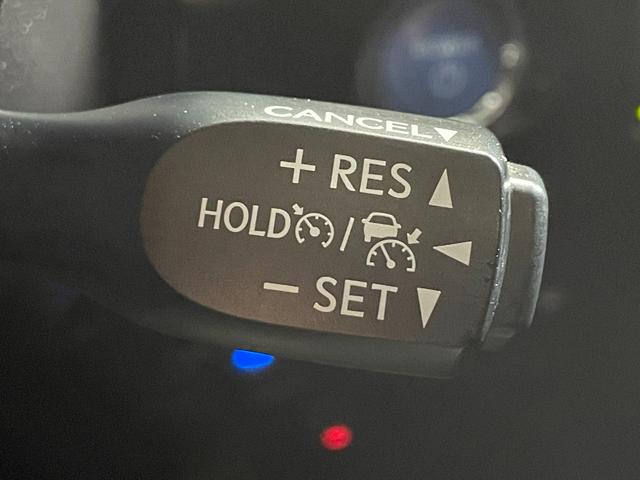 CANCEL▼
+ RES ▲
HOLD / ◀
− SET ▼